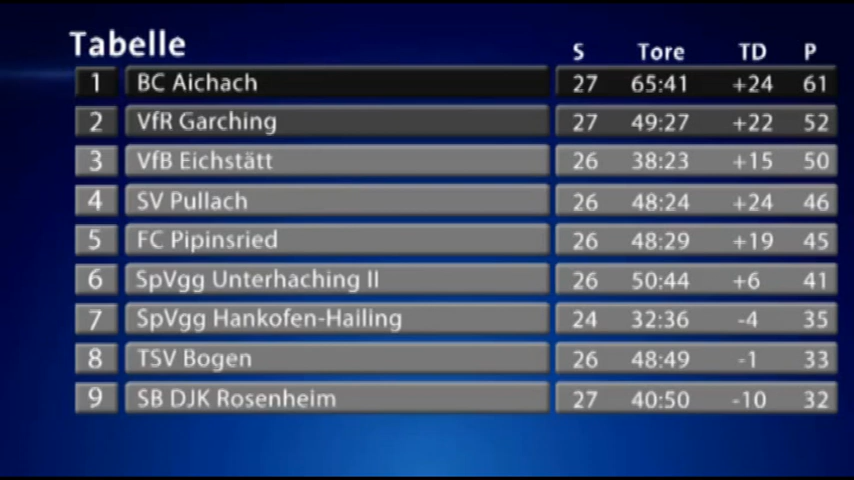 Tabelle S Tore TD P
1 BC Aichach 27 65:41 +24 61
2 VfR Garching 27 49:27 +22 52
3 VfB Eichstätt 26 38:23 +15 50
4 SV Pullach 26 48:24 +24 46
5 FC Pipinsried 26 48:29 +19 45
6 SpVgg Unterhaching II 26 50:44 +6 41
7 SpVgg Hankofen-Hailing 24 32:36 -4 35
8 TSV Bogen 26 48:49 -1 33
9 SB DJK Rosenheim 27 40:50 -10 32